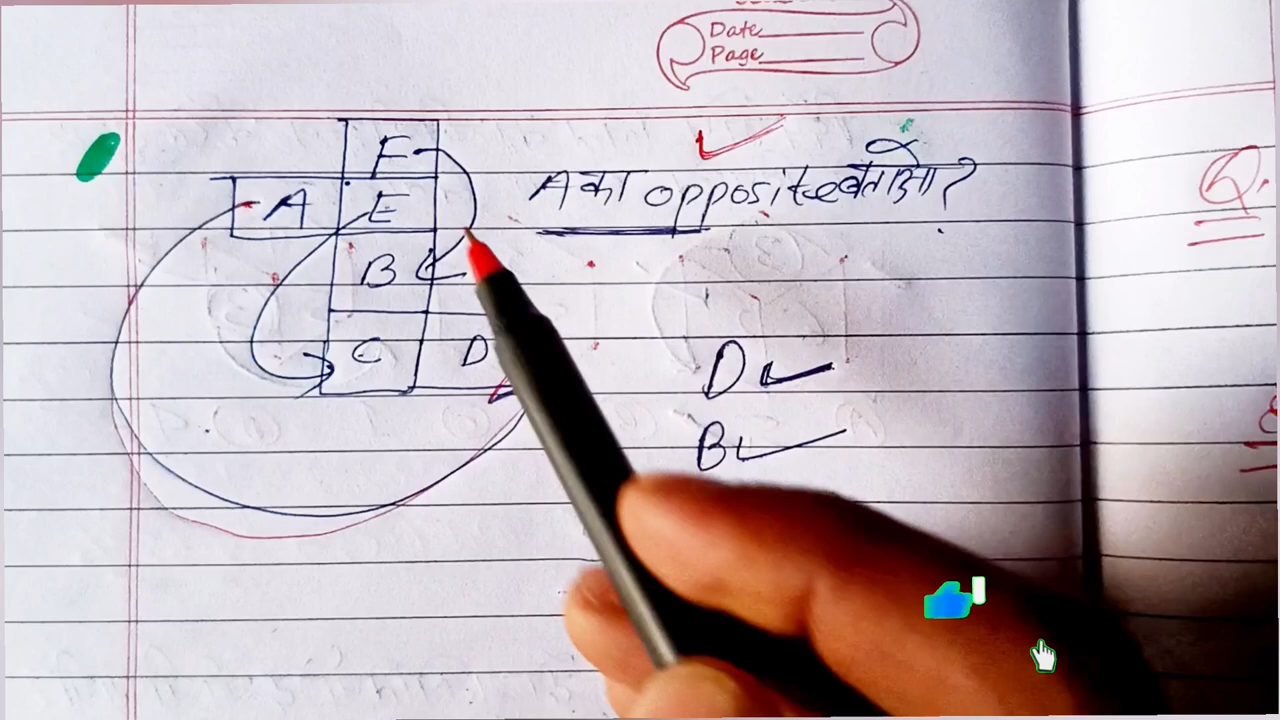 Date
Page
F
A का opposite बताओ?
A E
Q.
B
C D
D
B